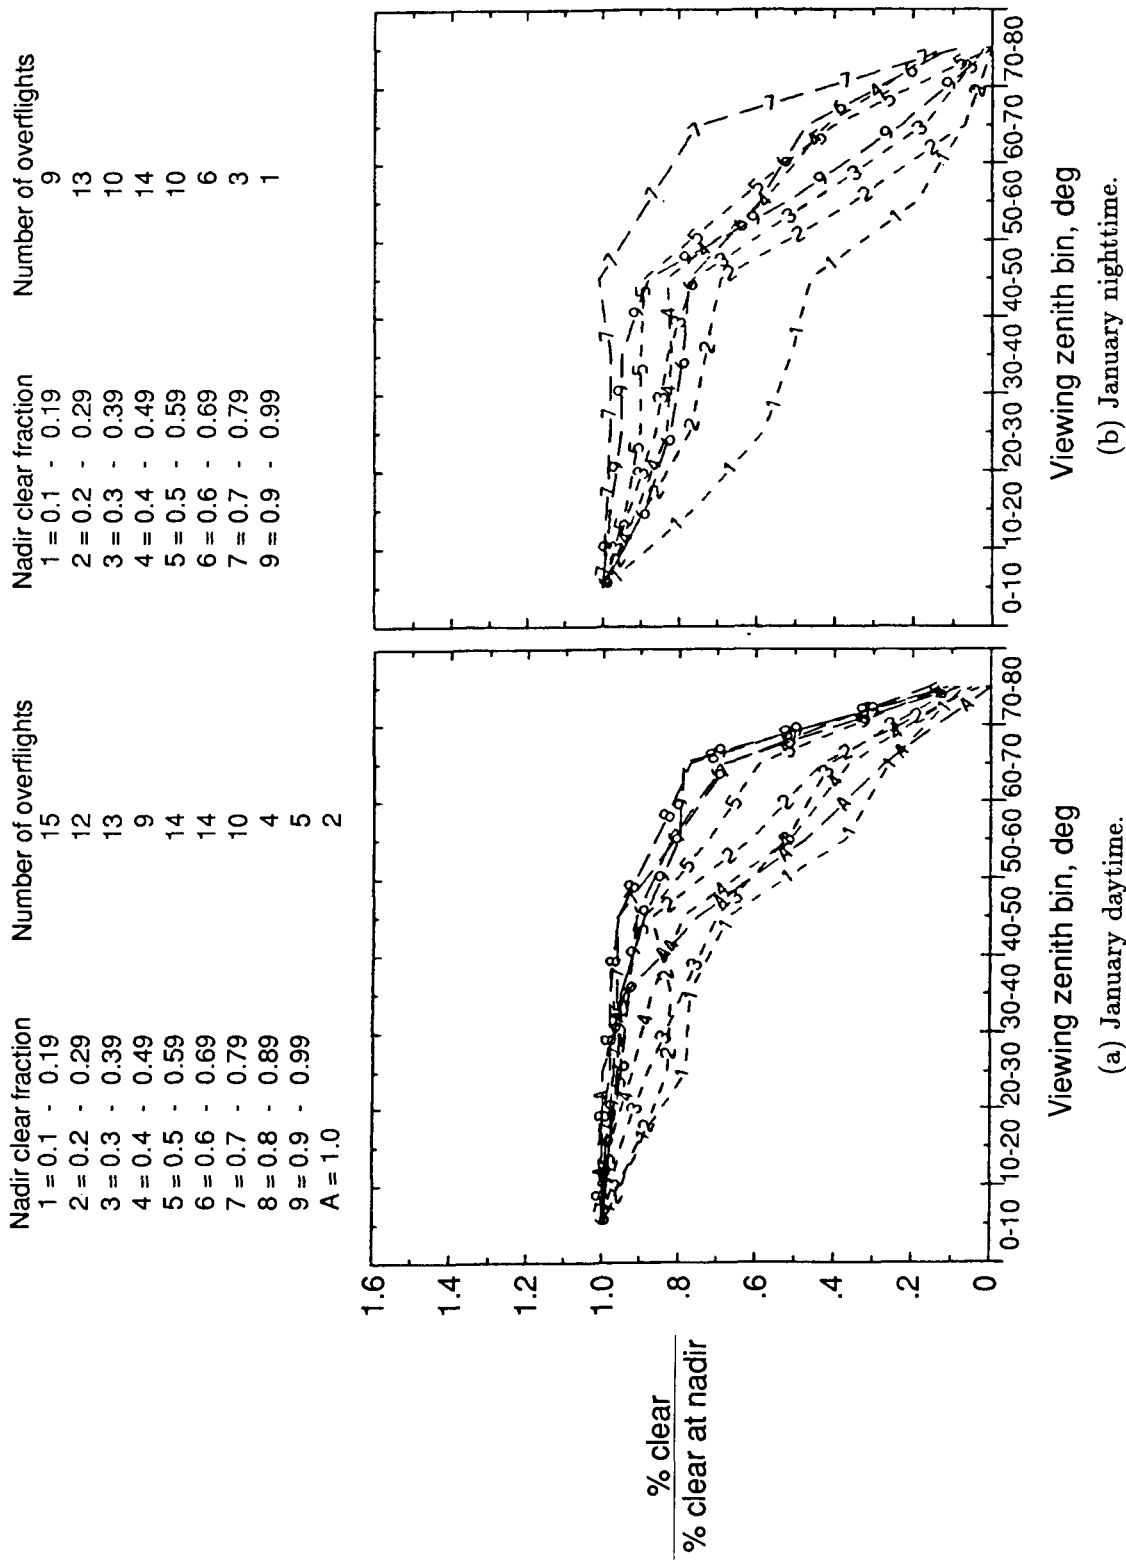 Nadir clear fraction Number of overflights
1 = 0.1 - 0.19 15
2 = 0.2 - 0.29 12
3 = 0.3 - 0.39 13
4 = 0.4 - 0.49 9
5 = 0.5 - 0.59 14
6 = 0.6 - 0.69 14
7 = 0.7 - 0.79 10
8 = 0.8 - 0.89 4
9 = 0.9 - 0.99 5
A = 1.0 2
1.6
1.4
1.2
1.0
.8
.6
.4
.2
0
% clear
% clear at nadir
0-10 10-20 20-30 30-40 40-50 50-60 60-70 70-80
Viewing zenith bin, deg
(a) January daytime.
Nadir clear fraction Number of overflights
1 = 0.1 - 0.19 9
2 = 0.2 - 0.29 13
3 = 0.3 - 0.39 10
4 = 0.4 - 0.49 14
5 = 0.5 - 0.59 10
6 = 0.6 - 0.69 6
7 = 0.7 - 0.79 3
9 = 0.9 - 0.99 1
0-10 10-20 20-30 30-40 40-50 50-60 60-70 70-80
Viewing zenith bin, deg
(b) January nighttime.